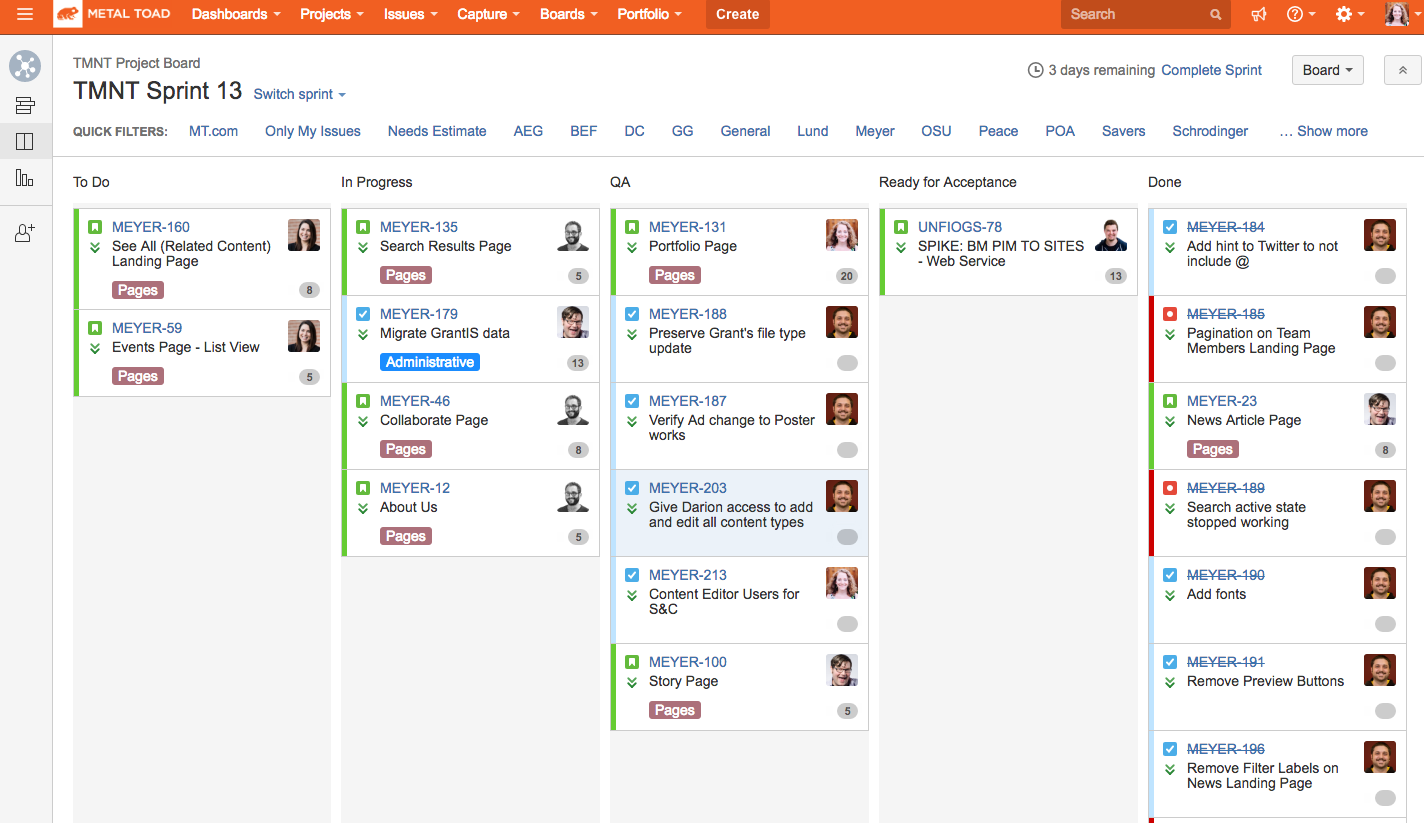 METAL TOAD Dashboards Projects Issues Capture Boards Portfolio Create Search
TMNT Project Board
3 days remaining Complete Sprint Board
TMNT Sprint 13 Switch sprint
QUICK FILTERS: MT.com Only My Issues Needs Estimate AEG BEF DC GG General Lund Meyer OSU Peace POA Savers Schrodinger … Show more
To Do
MEYER-160
See All (Related Content)
Landing Page
Pages 8
MEYER-59
Events Page - List View
Pages 5
In Progress
MEYER-135
Search Results Page
Pages 5
MEYER-179
Migrate GrantIS data
Administrative 13
MEYER-46
Collaborate Page
Pages 8
MEYER-12
About Us
Pages 5
QA
MEYER-131
Portfolio Page
Pages 20
MEYER-188
Preserve Grant's file type
update
MEYER-187
Verify Ad change to Poster
works
MEYER-203
Give Darion access to add
and edit all content types
MEYER-213
Content Editor Users for
S&C
MEYER-100
Story Page
Pages 5
Ready for Acceptance
UNFIOGS-78
SPIKE: BM PIM TO SITES
- Web Service
13
Done
MEYER-184
Add hint to Twitter to not
include @
MEYER-185
Pagination on Team
Members Landing Page
MEYER-23
News Article Page
Pages 8
MEYER-189
Search active state
stopped working
MEYER-190
Add fonts
MEYER-191
Remove Preview Buttons
MEYER-196
Remove Filter Labels on
News Landing Page